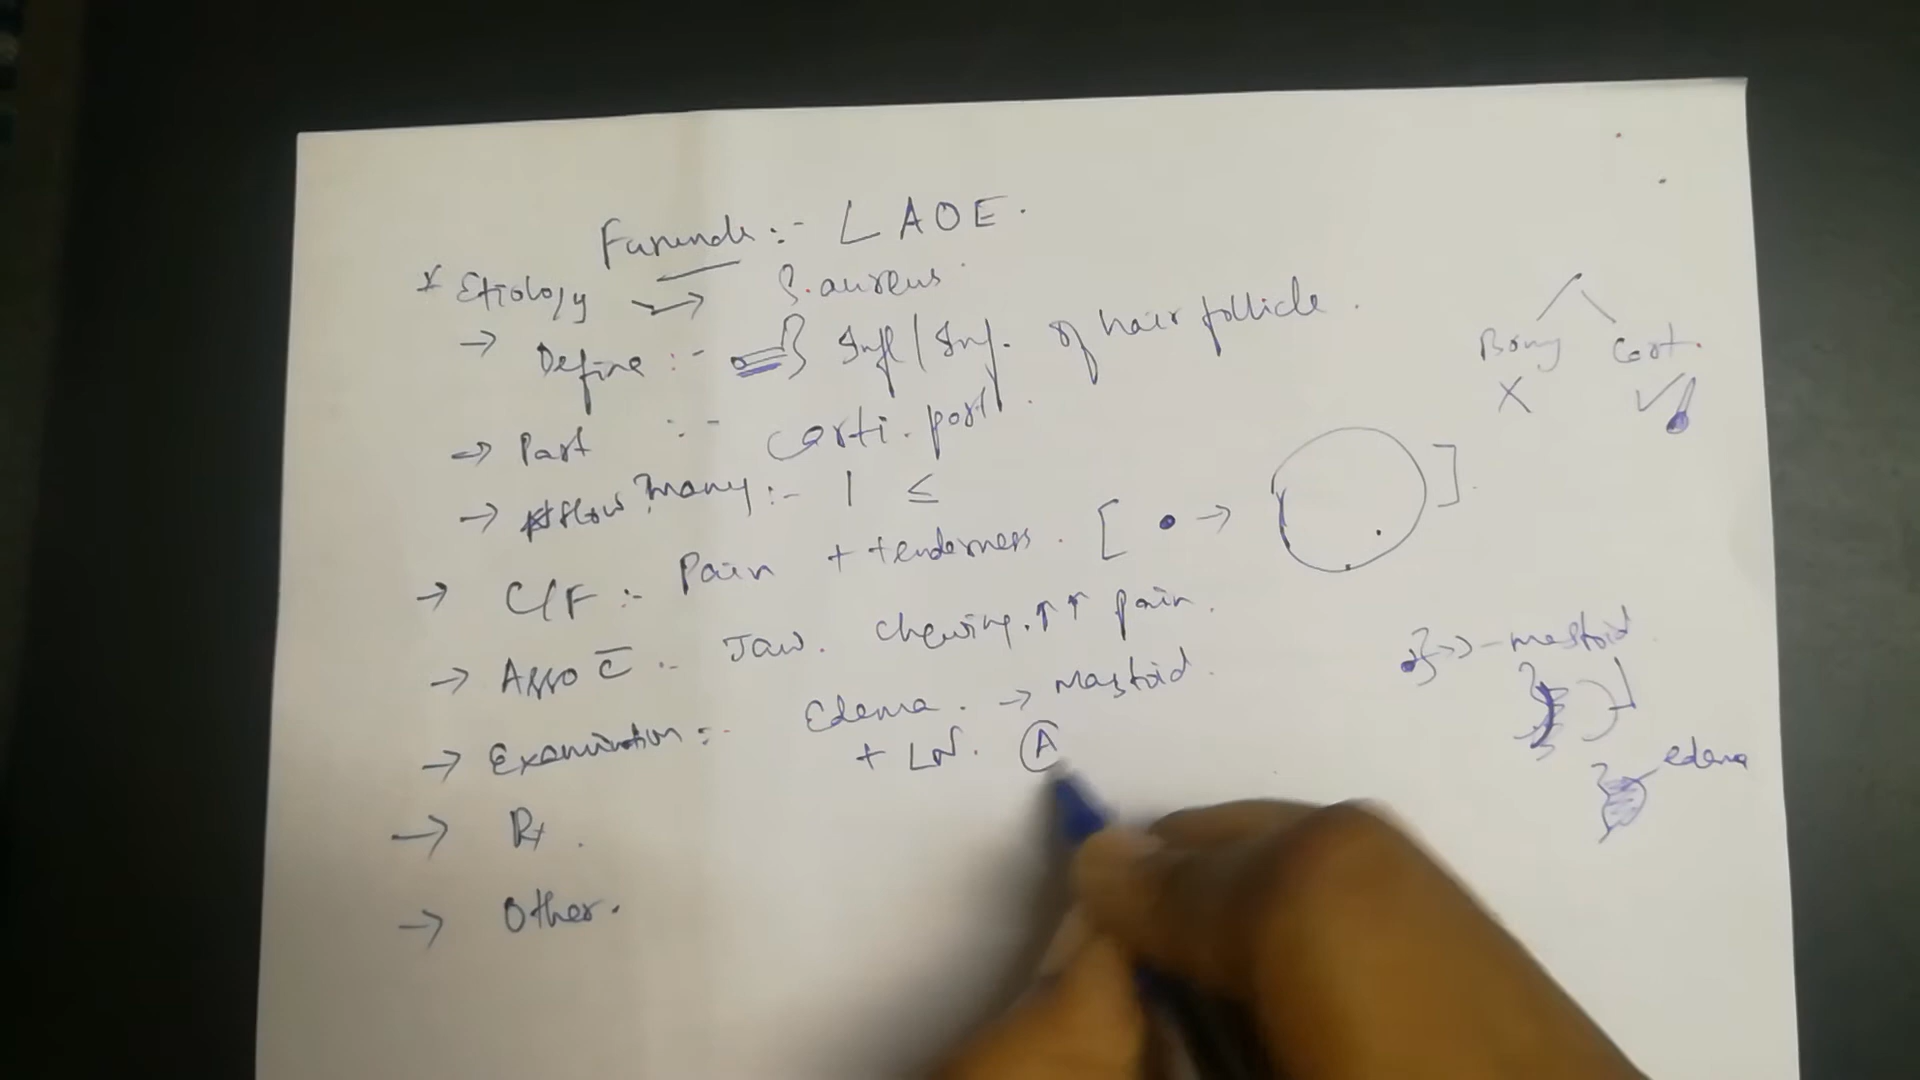 Furuncle :- LAOE.
* Etiology → S. aureus
→ Define :- Infl/Inf. of hair follicle.
Bony Cart.
X ✓
→ Part :- Carti. part.
→ How many :- 1 ≤
→ C/F :- Pain + tenderness. [ • → ]
→ Asso c̅ :- Jaw. Chewing. ↑↑ pain.
→ - mastoid
→ Examination :- Edema. → Mastoid.
+ LN. Ⓐ
edema
→ Rx.
→ Other.